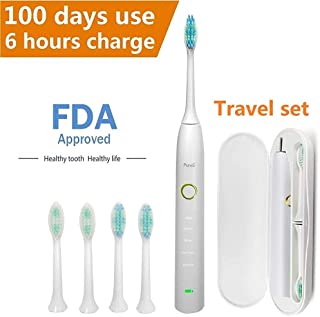 100 days use
6 hours charge
Travel set
FDA
Approved
Healthy tooth Healthy life